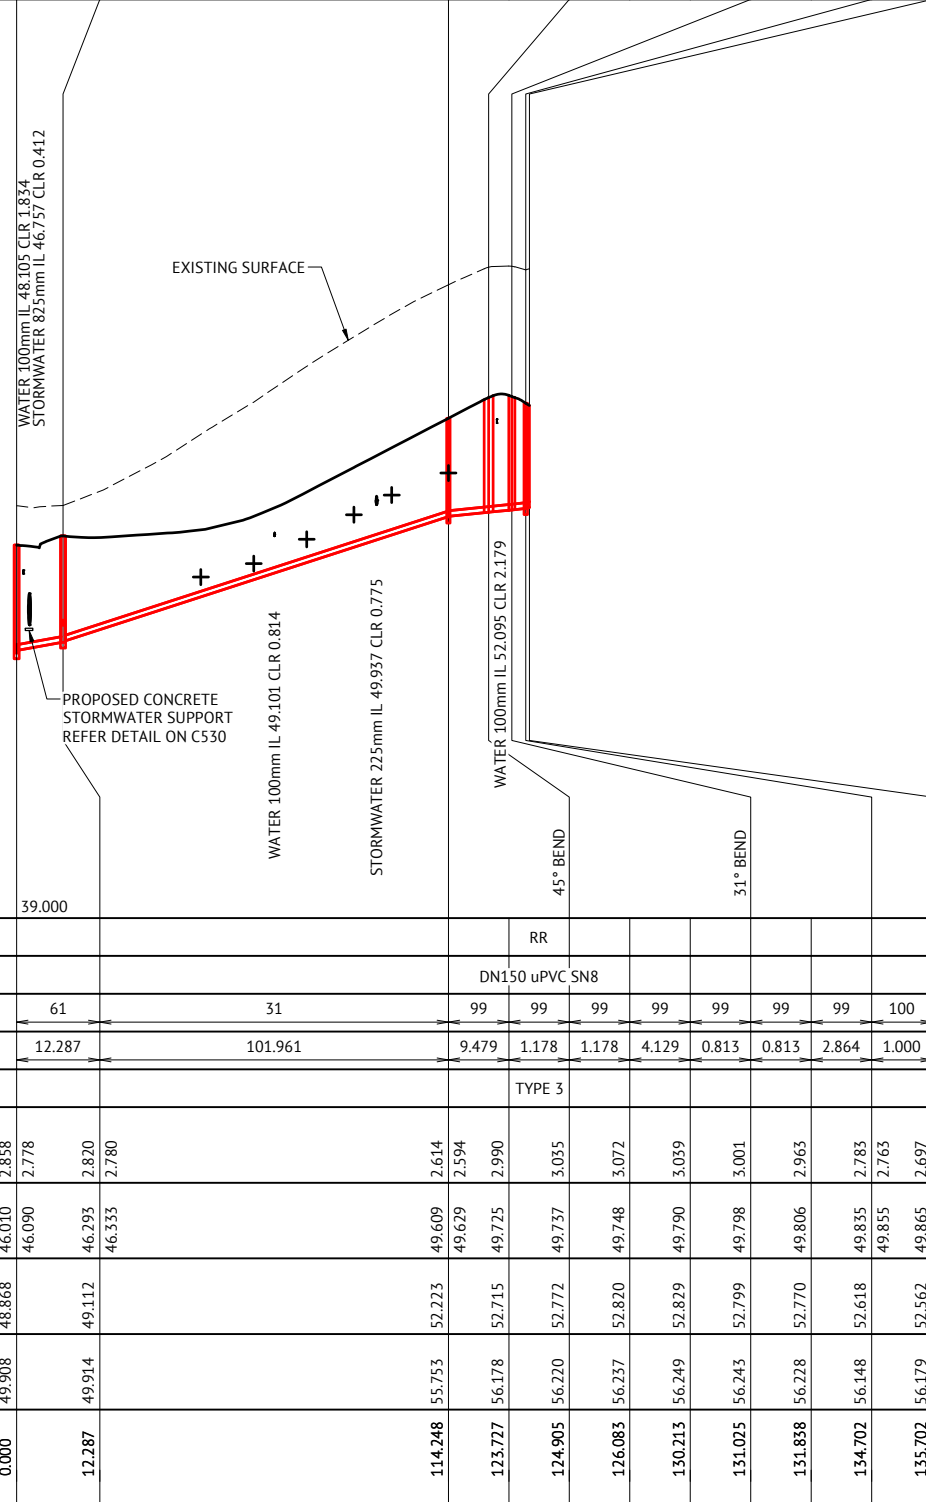 WATER 100mm IL 48.105 CLR 1.834
STORMWATER 825mm IL 46.757 CLR 0.412
EXISTING SURFACE
PROPOSED CONCRETE
STORMWATER SUPPORT
REFER DETAIL ON C530
WATER 100mm IL 49.101 CLR 0.814
STORMWATER 225mm IL 49.937 CLR 0.775
WATER 100mm IL 52.095 CLR 2.179
45° BEND
31° BEND
39.000
RR
DN150 uPVC SN8
61 31 99 99 99 99 99 99 99 100
12.287 101.961 9.479 1.178 1.178 4.129 0.813 0.813 2.864 1.000
TYPE 3
2.858 2.778 2.820 2.780 2.614 2.594 2.990 3.035 3.072 3.039 3.001 2.963 2.783 2.763 2.697
46.010 46.090 46.293 46.333 49.609 49.629 49.725 49.737 49.748 49.790 49.798 49.806 49.835 49.855 49.865
48.868 49.112 52.223 52.715 52.772 52.820 52.829 52.799 52.770 52.618 52.562
49.908 49.914 55.753 56.178 56.220 56.237 56.249 56.243 56.228 56.148 56.179
0.000 12.287 114.248 123.727 124.905 126.083 130.213 131.025 131.838 134.702 135.702